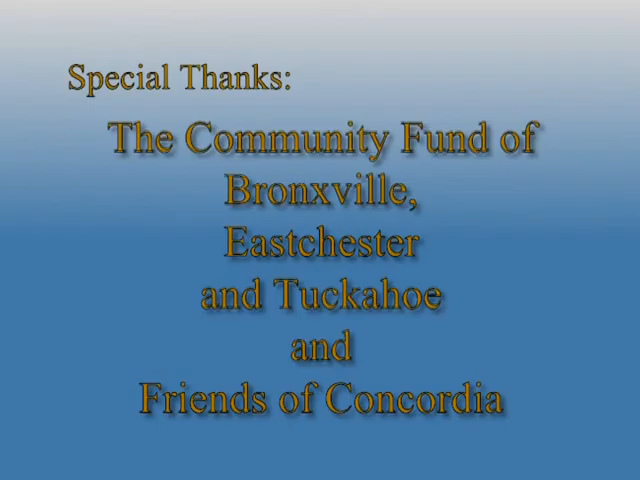 Special Thanks:
The Community Fund of
Bronxville,
Eastchester
and Tuckahoe
and
Friends of Concordia